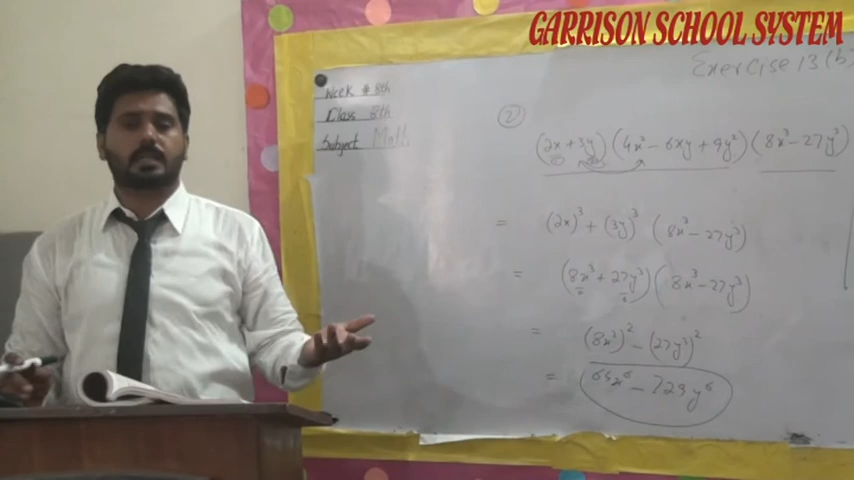 GARRISON SCHOOL SYSTEM
Exercise 13(b)
Week # 8th
Class 8th
Subject Math
(2x + 3y)(4x² - 6xy + 9y²)(8x³ - 27y³)
= (2x)³ + (3y)³ (8x³ - 27y³)
= (8x³ + 27y³)(8x³ - 27y³)
= (8x³)² - (27y³)²
= 64x⁶ - 729y⁶